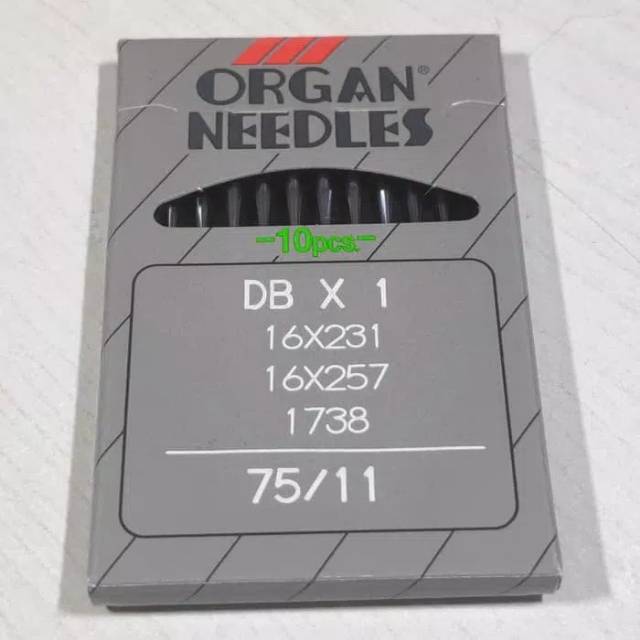 ORGAN®
NEEDLES
-10pcs.-
DB X 1
16X231
16X257
1738
75/11